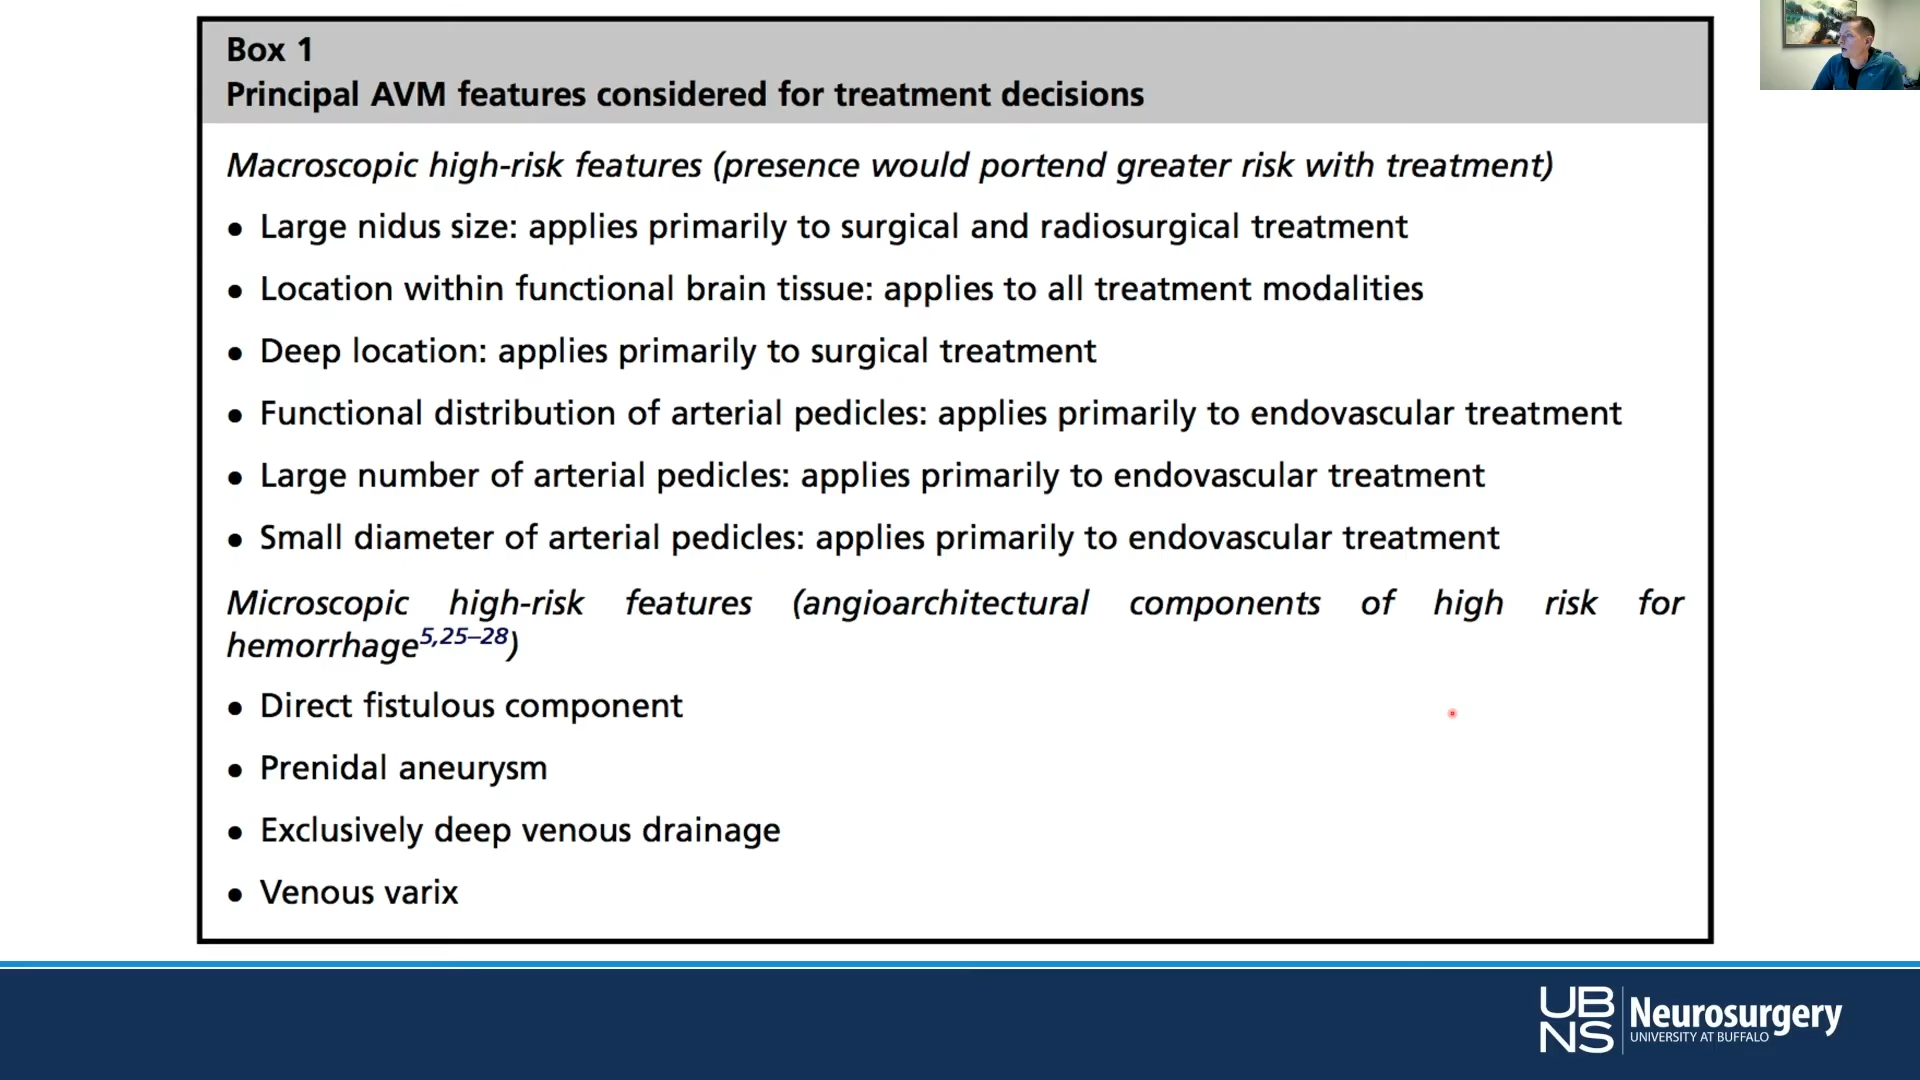 Box 1
Principal AVM features considered for treatment decisions
Macroscopic high-risk features (presence would portend greater risk with treatment)
• Large nidus size: applies primarily to surgical and radiosurgical treatment
• Location within functional brain tissue: applies to all treatment modalities
• Deep location: applies primarily to surgical treatment
• Functional distribution of arterial pedicles: applies primarily to endovascular treatment
• Large number of arterial pedicles: applies primarily to endovascular treatment
• Small diameter of arterial pedicles: applies primarily to endovascular treatment
Microscopic high-risk features (angioarchitectural components of high risk for
hemorrhage5,25–28)
• Direct fistulous component
• Prenidal aneurysm
• Exclusively deep venous drainage
• Venous varix
UB
NS
Neurosurgery
UNIVERSITY AT BUFFALO